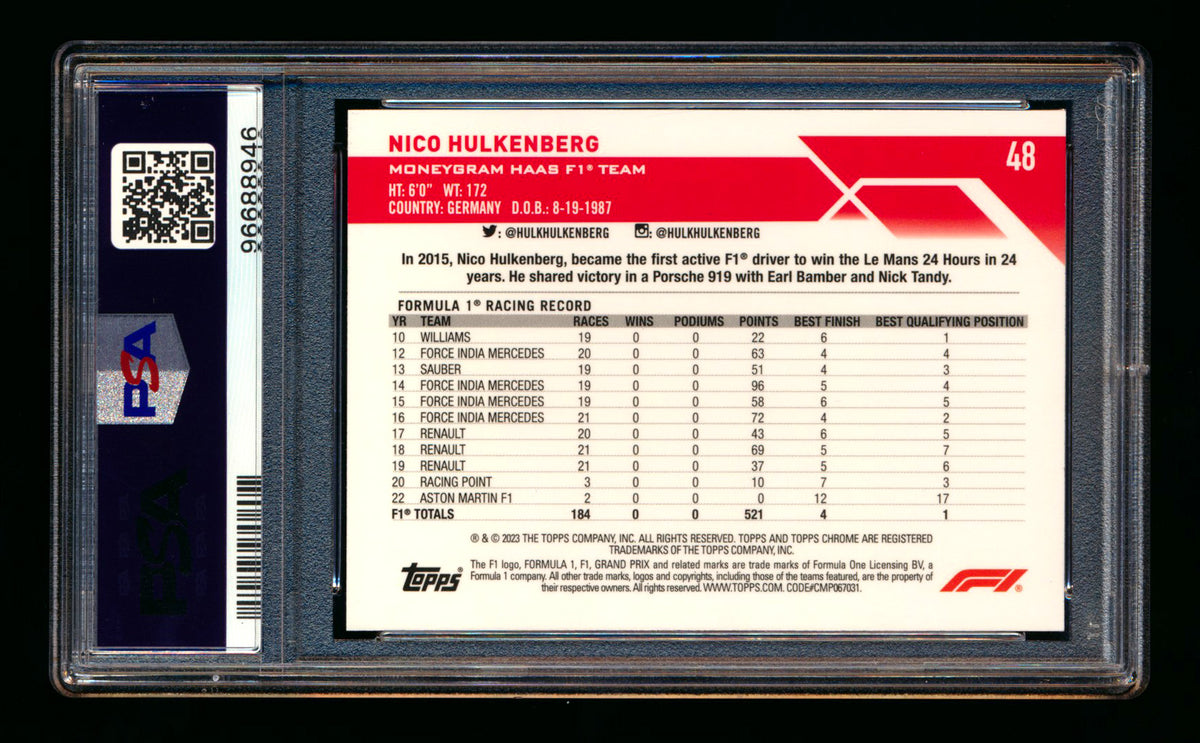 96688946
PSA
PSA
NICO HULKENBERG
48
MONEYGRAM HAAS F1® TEAM
HT: 6'0" WT: 172
COUNTRY: GERMANY D.O.B.: 8-19-1987
: @HULKHULKENBERG : @HULKHULKENBERG
In 2015, Nico Hulkenberg, became the first active F1® driver to win the Le Mans 24 Hours in 24
years. He shared victory in a Porsche 919 with Earl Bamber and Nick Tandy.
FORMULA 1® RACING RECORD
YR TEAM RACES WINS PODIUMS POINTS BEST FINISH BEST QUALIFYING POSITION
10 WILLIAMS 19 0 0 22 6 1
12 FORCE INDIA MERCEDES 20 0 0 63 4 4
13 SAUBER 19 0 0 51 4 3
14 FORCE INDIA MERCEDES 19 0 0 96 5 4
15 FORCE INDIA MERCEDES 19 0 0 58 6 5
16 FORCE INDIA MERCEDES 21 0 0 72 4 2
17 RENAULT 20 0 0 43 6 5
18 RENAULT 21 0 0 69 5 7
19 RENAULT 21 0 0 37 5 6
20 RACING POINT 3 0 0 10 7 3
22 ASTON MARTIN F1 2 0 0 0 12 17
F1® TOTALS 184 0 0 521 4 1
® & © 2023 THE TOPPS COMPANY, INC. ALL RIGHTS RESERVED. TOPPS AND TOPPS CHROME ARE REGISTERED
TRADEMARKS OF THE TOPPS COMPANY, INC.
TOPPS®
The F1 logo, FORMULA 1, F1, GRAND PRIX and related marks are trade marks of Formula One Licensing BV, a
Formula 1 company. All other trade marks, logos and copyrights, including those of the teams featured, are the property of
their respective owners. All rights reserved. WWW.TOPPS.COM. CODE#CMP067031.
F1®